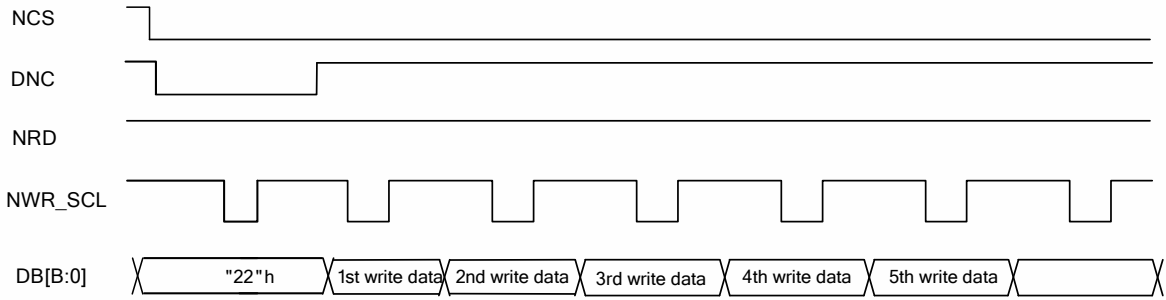 NCS
DNC
NRD
NWR_SCL
DB[B:0] "22"h 1st write data 2nd write data 3rd write data 4th write data 5th write data